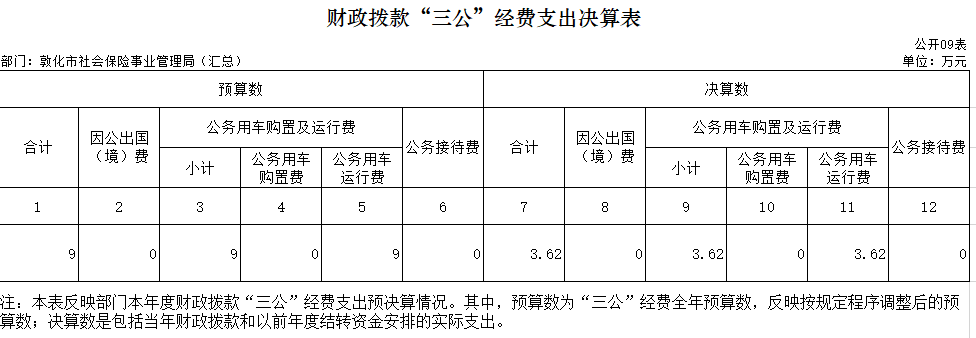 财政拨款“三公”经费支出决算表
公开09表
部门：敦化市社会保险事业管理局（汇总） 单位：万元
预算数 决算数
合计 因公出国（境）费 公务用车购置及运行费 公务接待费 合计 因公出国（境）费 公务用车购置及运行费 公务接待费
小计 公务用车购置费 公务用车运行费 小计 公务用车购置费 公务用车运行费
1 2 3 4 5 6 7 8 9 10 11 12
9 0 9 0 9 0 3.62 0 3.62 0 3.62 0
注：本表反映部门本年度财政拨款“三公”经费支出预决算情况。其中，预算数为“三公”经费全年预算数，反映按规定程序调整后的预
算数；决算数是包括当年财政拨款和以前年度结转资金安排的实际支出。